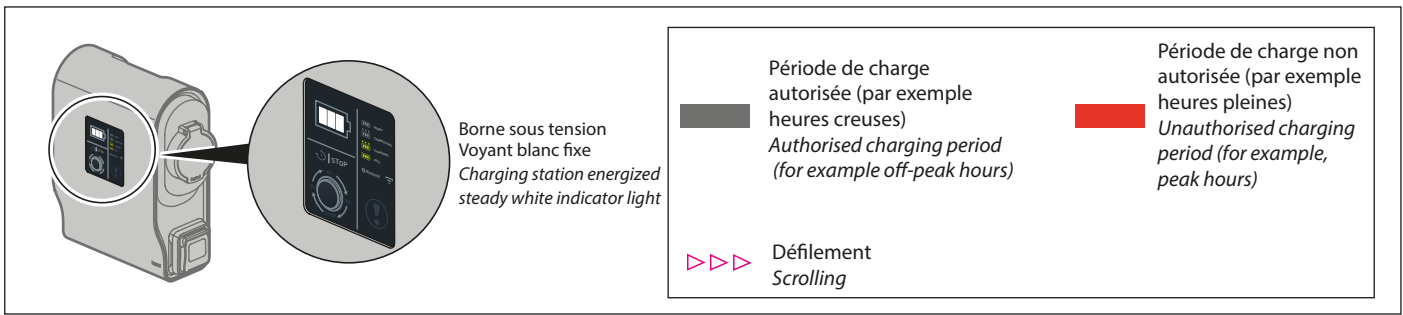 STOP
Bluetooth
Borne sous tension
Voyant blanc fixe
Charging station energized
steady white indicator light
Période de charge
autorisée (par exemple
heures creuses)
Authorised charging period
(for example off-peak hours)
Période de charge non
autorisée (par exemple
heures pleines)
Unauthorised charging
period (for example,
peak hours)
Défilement
Scrolling